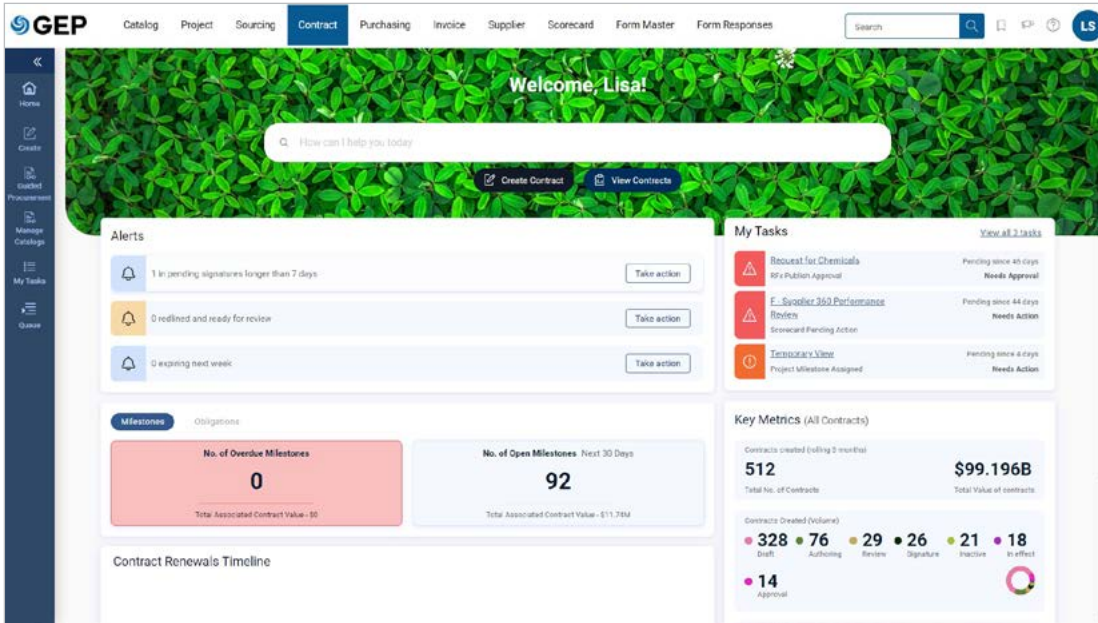 GEP
Catalog Project Sourcing Contract Purchasing Invoice Supplier Scorecard Form Master Form Responses
Search
LS
Home
Create
Guided
Procurement
Manage
Catalogs
My Tasks
Queue
Welcome, Lisa!
How can I help you today
Create Contract
View Contracts
Alerts
1 in pending signatures longer than 7 days
Take action
0 redlined and ready for review
Take action
0 expiring next week
Take action
My Tasks
View all 3 tasks
Request for Chemicals
RFx Publish Approval
Pending since 46 days
Needs Approval
F - Supplier 360 Performance
Review
Scorecard Pending Action
Pending since 44 days
Needs Action
Temporary View
Project Milestone Assigned
Pending since 4 days
Needs Action
Milestones
Obligations
No. of Overdue Milestones
0
Total Associated Contract Value - $0
No. of Open Milestones Next 30 Days
92
Total Associated Contract Value - $11.74M
Contract Renewals Timeline
Key Metrics (All Contracts)
Contracts created (rolling months)
512
Total No. of Contracts
$99.196B
Total Value of contracts
Contracts Created (Volume)
328
Draft
76
Authoring
29
Review
26
Signature
21
Inactive
18
In effect
14
Approval